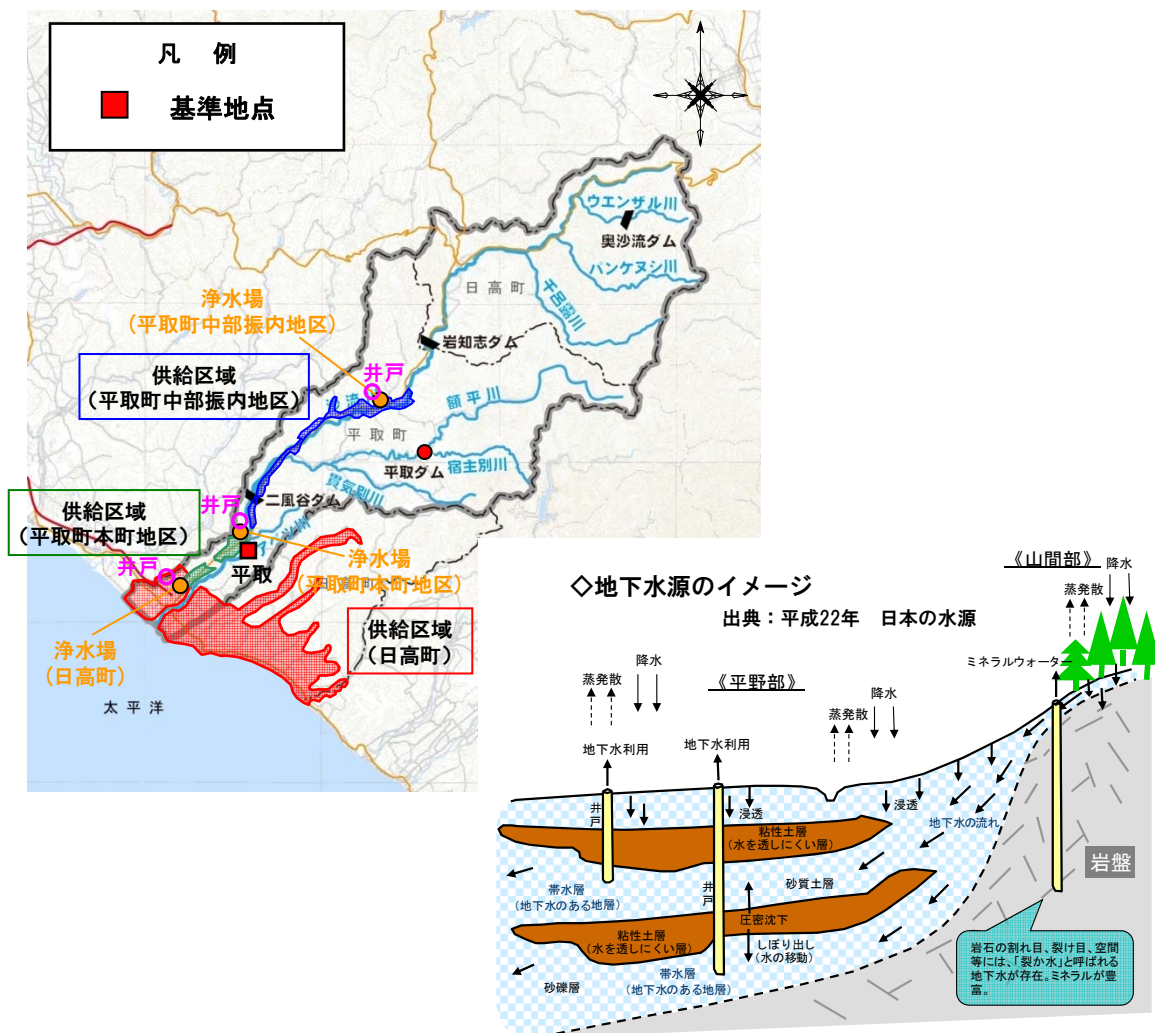 凡 例
基準地点
ウエンザル川
奥沙流ダム
パンケヌシ川
日高町
千呂露川
浄水場
(平取町中部振内地区)
岩知志ダム
供給区域
(平取町中部振内地区)
井戸
額平川
平取町
平取ダム
宿主別川
貫気別川
二風谷ダム
井戸
供給区域
(平取町本町地区)
平取
浄水場
(平取町本町地区)
井戸
供給区域
(日高町)
浄水場
(日高町)
太平洋
◇地下水源のイメージ
出典：平成22年 日本の水源
《山間部》
降水
蒸発散
ミネラルウォーター
《平野部》
降水
蒸発散
降水
蒸発散
地下水利用
地下水利用
井戸
浸透
浸透
地下水の流れ
粘性土層
(水を透しにくい層)
岩盤
帯水層
(地下水のある地層)
井戸
砂質土層
圧密沈下
粘性土層
(水を透しにくい層)
しぼり出し
(水の移動)
帯水層
(地下水のある地層)
砂礫層
岩石の割れ目、裂け目、空間
等には、「裂か水」と呼ばれる
地下水が存在。ミネラルが豊
富。